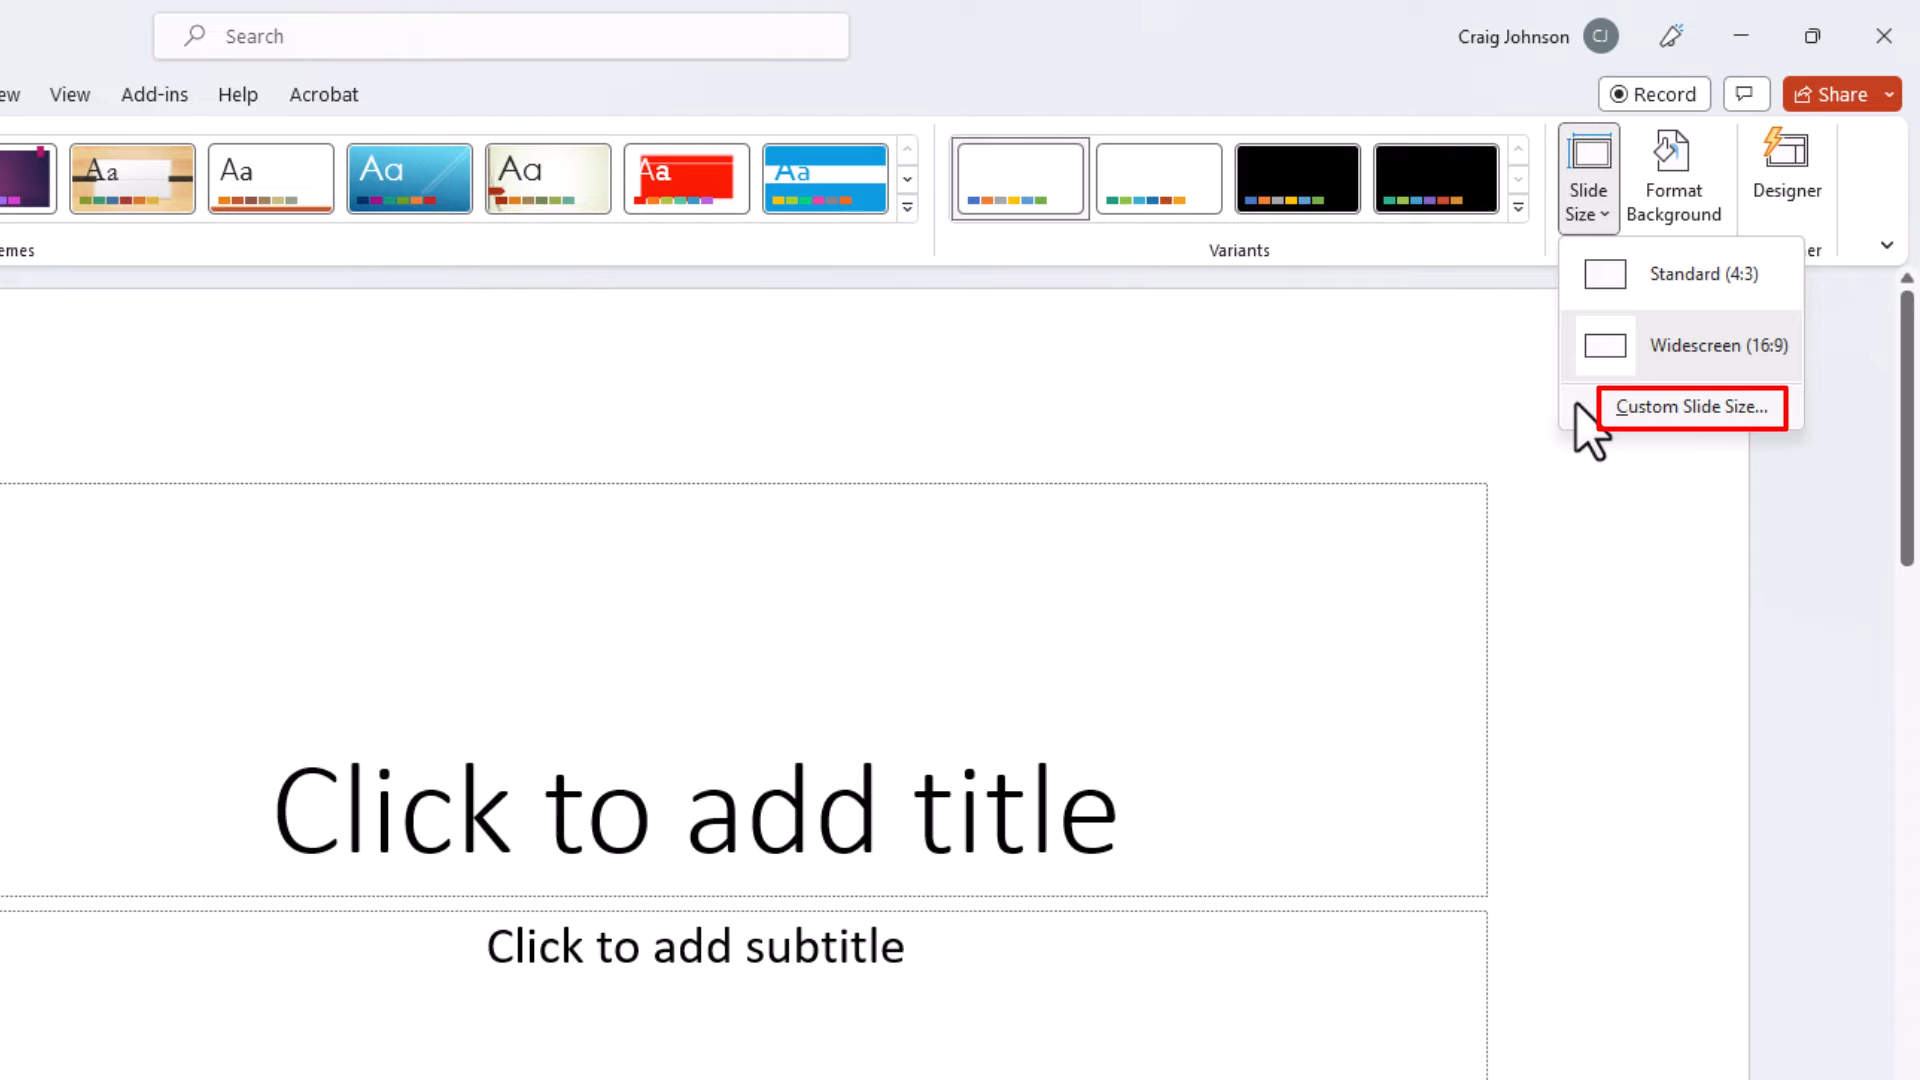 Search
Craig Johnson
CJ
ew
View
Add-ins
Help
Acrobat
Record
Share
Aa
Aa
Aa
Aa
Aa
Aa
Slide
Size
Format
Background
Designer
emes
Variants
er
Standard (4:3)
Widescreen (16:9)
Custom Slide Size...
Click to add title
Click to add subtitle